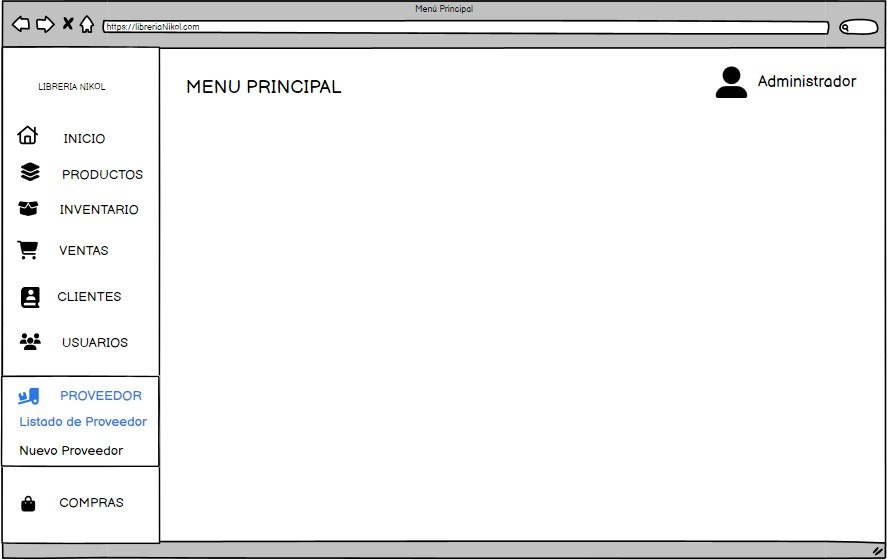 Menú Principal
https://libreriaNikol.com
LIBRERIA NIKOL
MENU PRINCIPAL
Administrador
INICIO
PRODUCTOS
INVENTARIO
VENTAS
CLIENTES
USUARIOS
PROVEEDOR
Listado de Proveedor
Nuevo Proveedor
COMPRAS